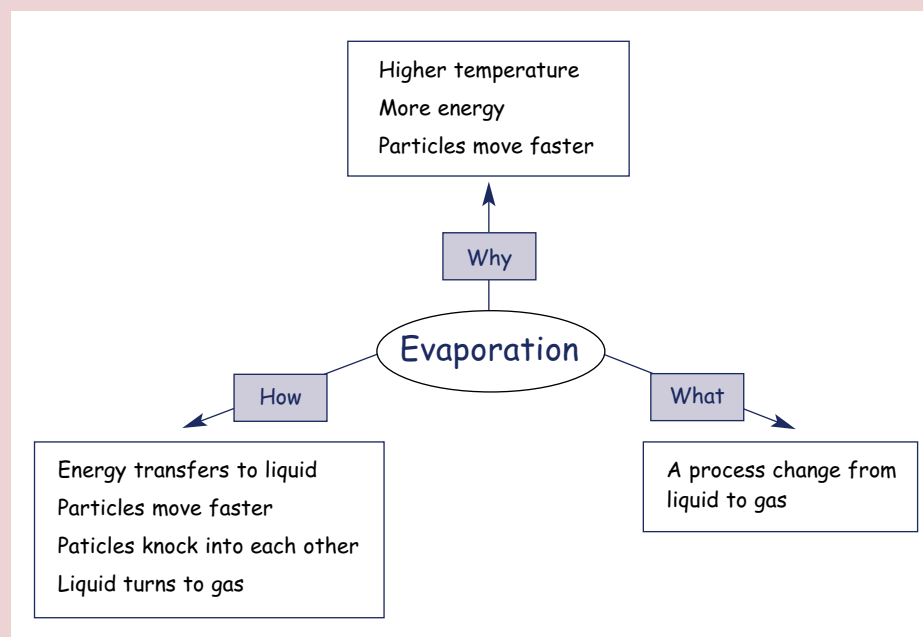 Higher temperature
More energy
Particles move faster
Why
Evaporation
How
What
Energy transfers to liquid
Particles move faster
Paticles knock into each other
Liquid turns to gas
A process change from
liquid to gas